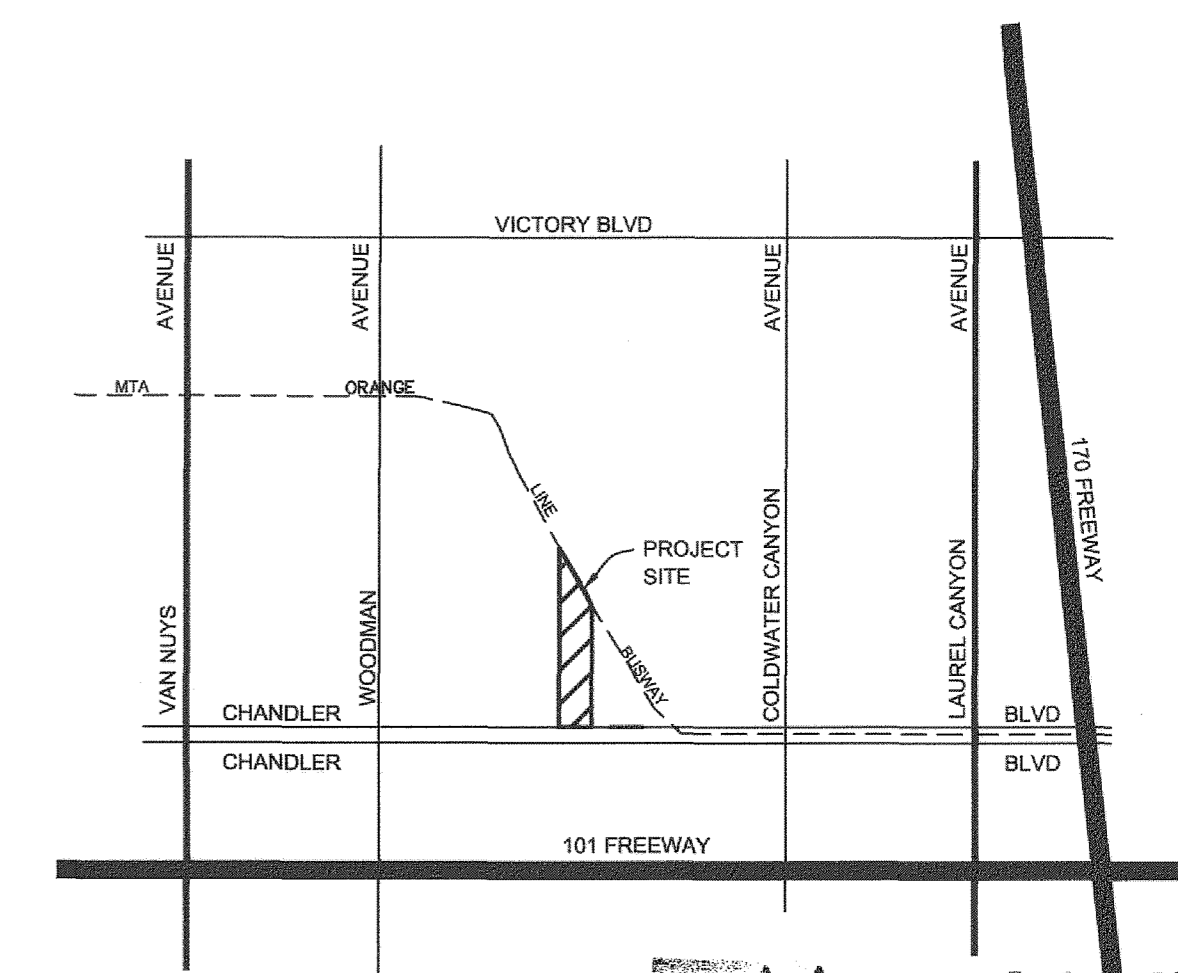 VICTORY BLVD
AVENUE
AVENUE
AVENUE
AVENUE
MTA
ORANGE
LINE
BUSWAY
170 FREEWAY
PROJECT
SITE
VAN NUYS
WOODMAN
COLDWATER CANYON
LAUREL CANYON
CHANDLER
BLVD
CHANDLER
BLVD
101 FREEWAY